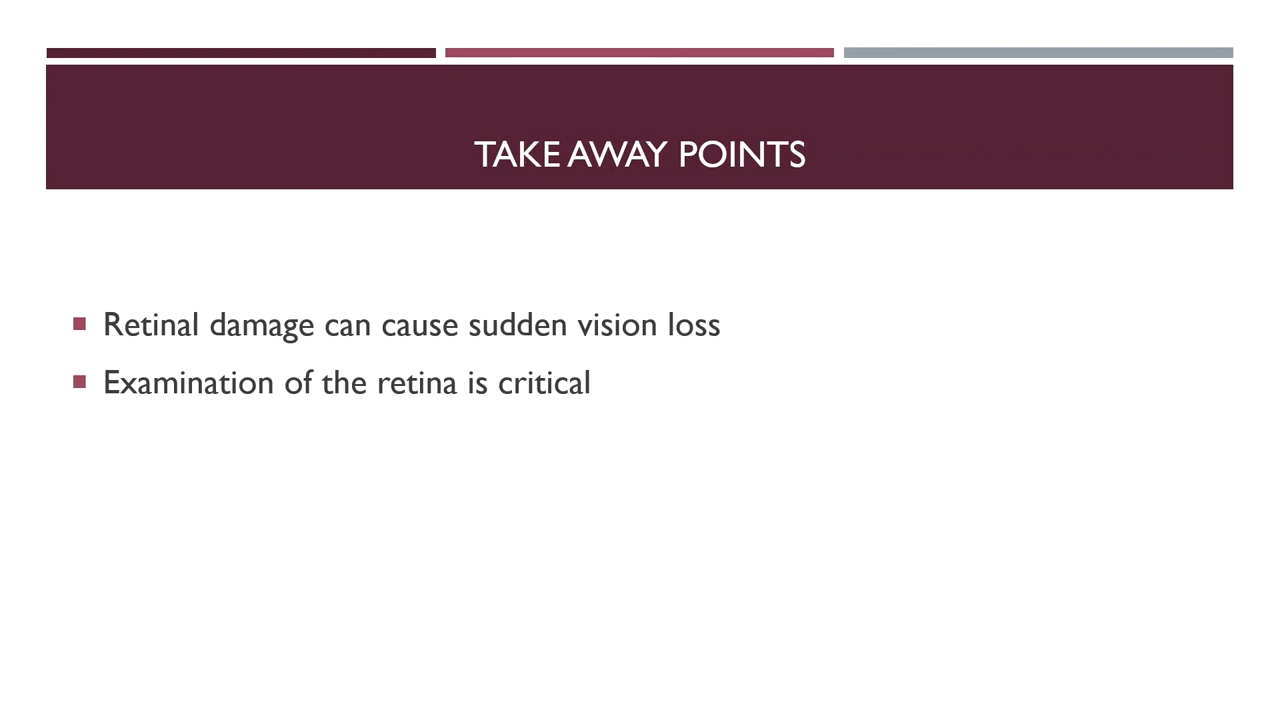 TAKE AWAY POINTS
Retinal damage can cause sudden vision loss
Examination of the retina is critical